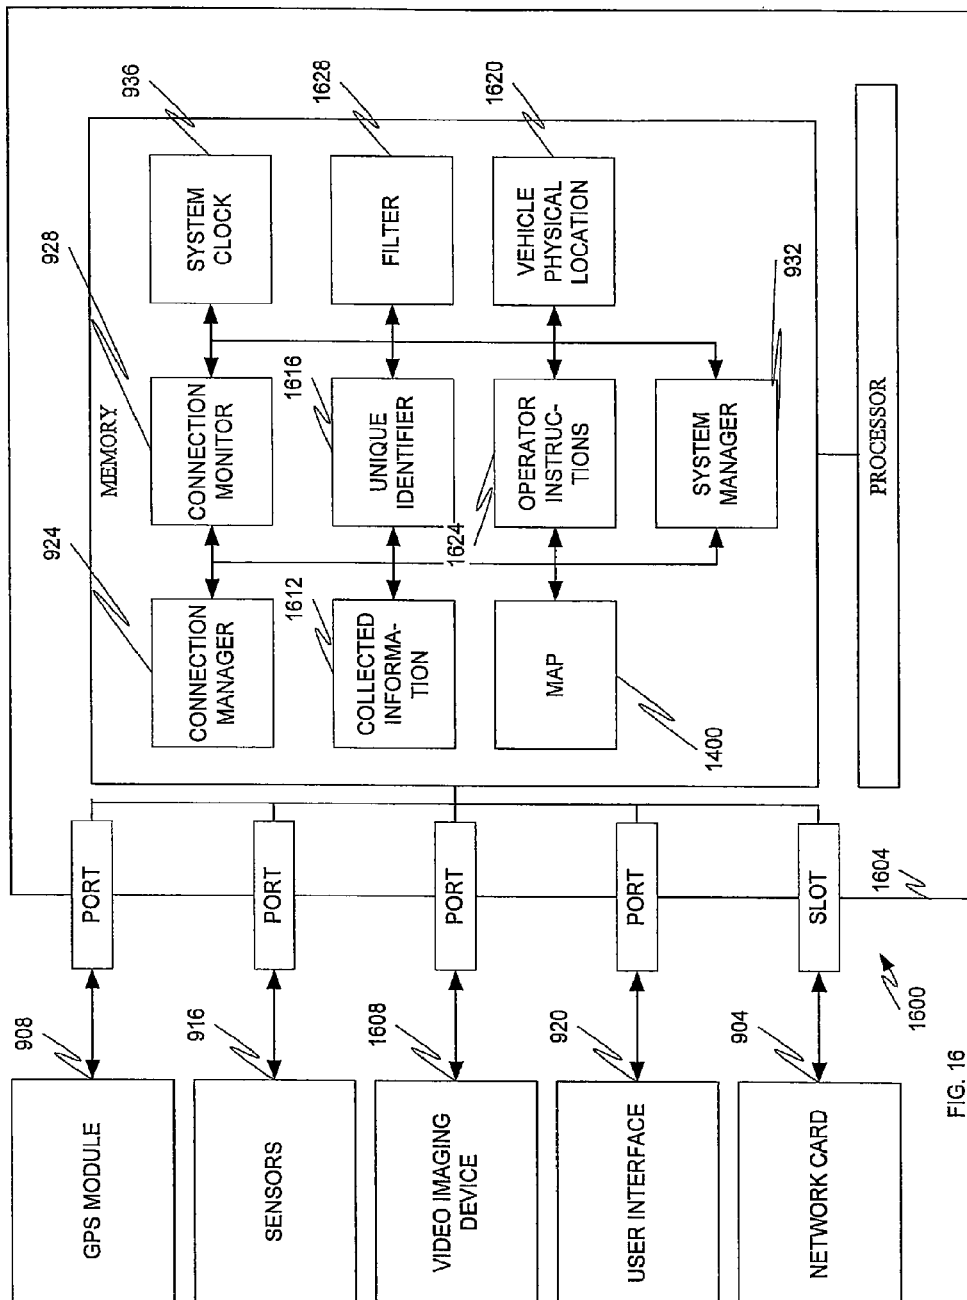 908
GPS MODULE
PORT
916
SENSORS
PORT
1608
VIDEO IMAGING
DEVICE
PORT
920
USER INTERFACE
PORT
904
NETWORK CARD
SLOT
1600
1604
MEMORY
924
CONNECTION
MANAGER
928
CONNECTION
MONITOR
936
SYSTEM
CLOCK
1612
COLLECTED
INFORMA-
TION
1616
UNIQUE
IDENTIFIER
1628
FILTER
1400
MAP
1624
OPERATOR
INSTRUC-
TIONS
1620
VEHICLE
PHYSICAL
LOCATION
932
SYSTEM
MANAGER
PROCESSOR
FIG. 16